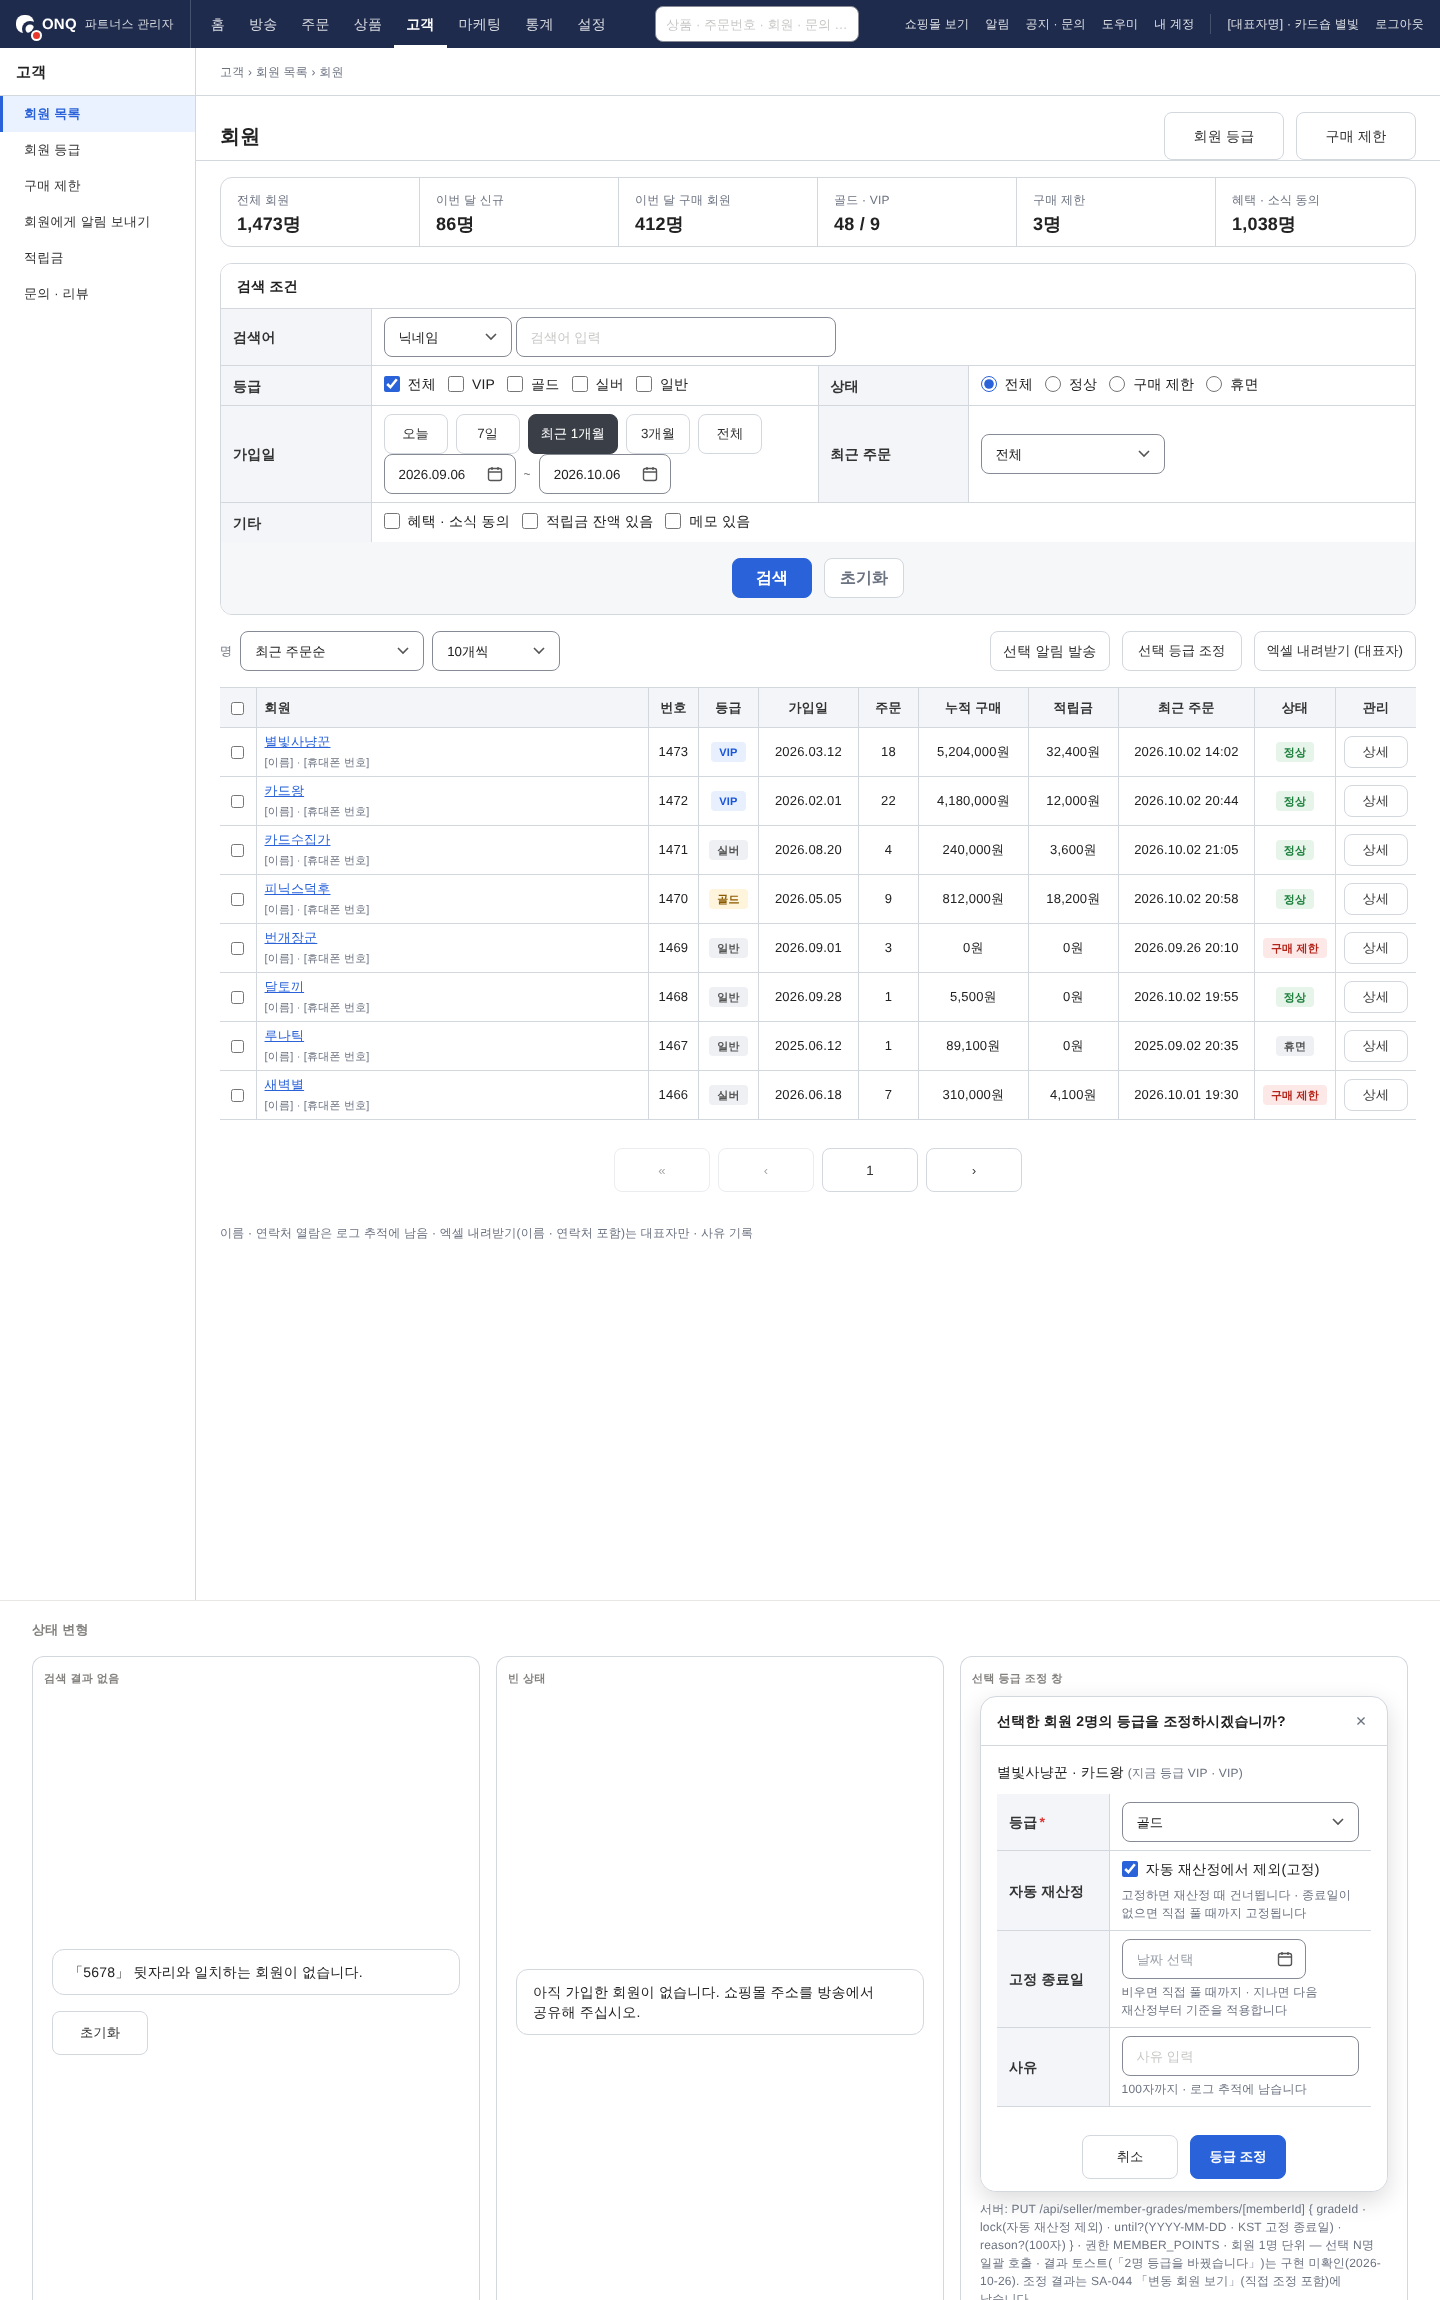 ONQ 파트너스 관리자 홈 방송 주문 상품 고객 마케팅 통계 설정 상품 · 주문번호 · 회원 · 문의 ... 쇼핑몰 보기 알림 공지 · 문의 도우미 내 계정 [대표자명] · 카드숍 별빛 로그아웃
고객
회원 목록
회원 등급
구매 제한
회원에게 알림 보내기
적립금
문의 · 리뷰
고객 › 회원 목록 › 회원
회원 회원 등급 구매 제한
전체 회원 이번 달 신규 이번 달 구매 회원 골드 · VIP 구매 제한 혜택 · 소식 동의
1,473명 86명 412명 48 / 9 3명 1,038명
검색 조건
검색어 닉네임 검색어 입력
등급 전체 VIP 골드 실버 일반 상태 전체 정상 구매 제한 휴면
가입일 오늘 7일 최근 1개월 3개월 전체
2026.09.06 ~ 2026.10.06
최근 주문 전체
기타 혜택 · 소식 동의 적립금 잔액 있음 메모 있음
검색 초기화
명 최근 주문순 10개씩 선택 알림 발송 선택 등급 조정 엑셀 내려받기 (대표자)
회원 번호 등급 가입일 주문 누적 구매 적립금 최근 주문 상태 관리
별빛사냥꾼 1473 VIP 2026.03.12 18 5,204,000원 32,400원 2026.10.02 14:02 정상 상세
[이름] · [휴대폰 번호]
카드왕 1472 VIP 2026.02.01 22 4,180,000원 12,000원 2026.10.02 20:44 정상 상세
[이름] · [휴대폰 번호]
카드수집가 1471 실버 2026.08.20 4 240,000원 3,600원 2026.10.02 21:05 정상 상세
[이름] · [휴대폰 번호]
피닉스덕후 1470 골드 2026.05.05 9 812,000원 18,200원 2026.10.02 20:58 정상 상세
[이름] · [휴대폰 번호]
번개장군 1469 일반 2026.09.01 3 0원 0원 2026.09.26 20:10 구매 제한 상세
[이름] · [휴대폰 번호]
달토끼 1468 일반 2026.09.28 1 5,500원 0원 2026.10.02 19:55 정상 상세
[이름] · [휴대폰 번호]
루나틱 1467 일반 2025.06.12 1 89,100원 0원 2025.09.02 20:35 휴면 상세
[이름] · [휴대폰 번호]
새벽별 1466 실버 2026.06.18 7 310,000원 4,100원 2026.10.01 19:30 구매 제한 상세
[이름] · [휴대폰 번호]
« ‹ 1 ›
이름 · 연락처 열람은 로그 추적에 남음 · 엑셀 내려받기(이름 · 연락처 포함)는 대표자만 · 사유 기록
상태 변형
검색 결과 없음
「5678」 뒷자리와 일치하는 회원이 없습니다.
초기화
빈 상태
아직 가입한 회원이 없습니다. 쇼핑몰 주소를 방송에서
공유해 주십시오.
선택 등급 조정 창
선택한 회원 2명의 등급을 조정하시겠습니까? ×
별빛사냥꾼 · 카드왕 (지금 등급 VIP · VIP)
등급* 골드
자동 재산정 자동 재산정에서 제외(고정)
고정하면 재산정 때 건너뜁니다 · 종료일이
없으면 직접 풀 때까지 고정됩니다
고정 종료일 날짜 선택
비우면 직접 풀 때까지 · 지나면 다음
재산정부터 기준을 적용합니다
사유 사유 입력
100자까지 · 로그 추적에 남습니다
취소 등급 조정
서버: PUT /api/seller/member-grades/members/[memberId] { gradeId ·
lock(자동 재산정 제외) · until?(YYYY-MM-DD · KST 고정 종료일) ·
reason?(100자) } · 권한 MEMBER_POINTS · 회원 1명 단위 — 선택 N명
일괄 호출 · 결과 토스트(「2명 등급을 바꿨습니다」)는 구현 미확인(2026-
10-26). 조정 결과는 SA-044 「변동 회원 보기」(직접 조정 포함)에
남습니다